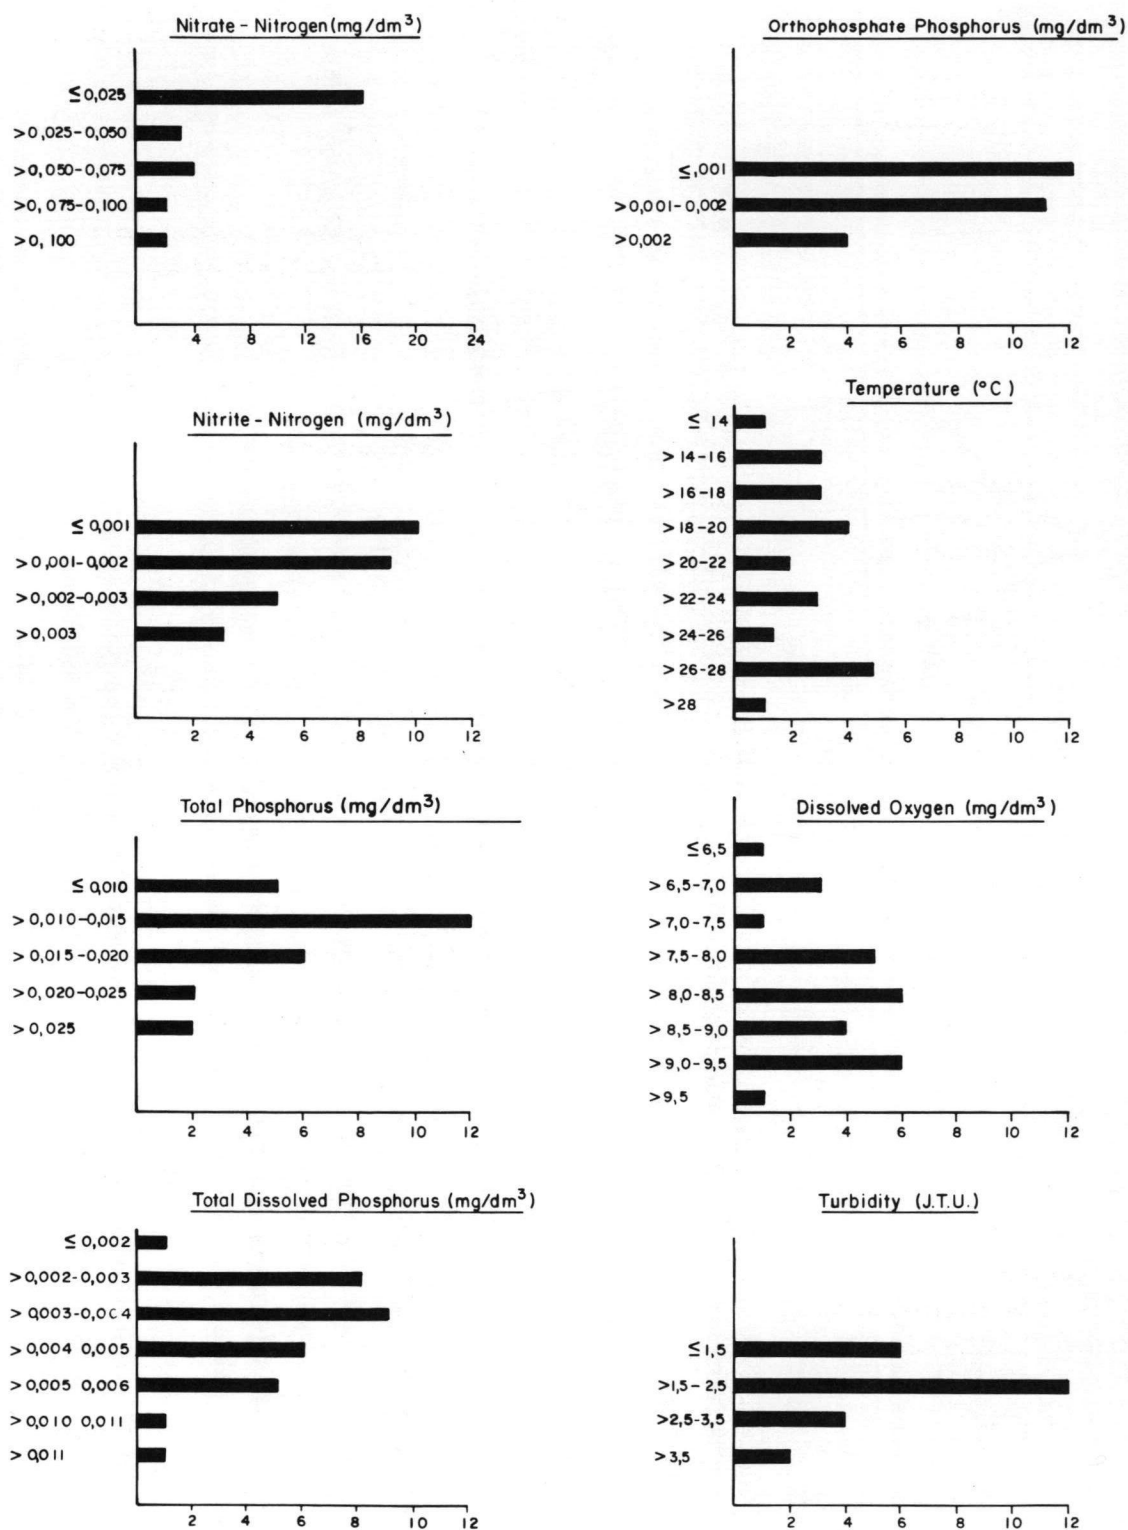 Nitrate - Nitrogen (mg/dm³)
≤ 0,025
> 0,025-0,050
> 0,050-0,075
> 0,075-0,100
> 0,100
4 8 12 16 20 24
Nitrite - Nitrogen (mg/dm³)
≤ 0,001
> 0,001-0,002
> 0,002-0,003
> 0,003
2 4 6 8 10 12
Total Phosphorus (mg/dm³)
≤ 0,010
> 0,010-0,015
> 0,015-0,020
> 0,020-0,025
> 0,025
2 4 6 8 10 12
Total Dissolved Phosphorus (mg/dm³)
≤ 0,002
> 0,002-0,003
> 0,003-0,004
> 0,004 0,005
> 0,005 0,006
> 0,010 0,011
> 0,011
2 4 6 8 10 12
Orthophosphate Phosphorus (mg/dm³)
≤ ,001
> 0,001-0,002
> 0,002
2 4 6 8 10 12
Temperature (°C)
≤ 14
> 14-16
> 16-18
> 18-20
> 20-22
> 22-24
> 24-26
> 26-28
> 28
2 4 6 8 10 12
Dissolved Oxygen (mg/dm³)
≤ 6,5
> 6,5-7,0
> 7,0-7,5
> 7,5-8,0
> 8,0-8,5
> 8,5-9,0
> 9,0-9,5
> 9,5
2 4 6 8 10 12
Turbidity (J.T.U.)
≤ 1,5
> 1,5-2,5
> 2,5-3,5
> 3,5
2 4 6 8 10 12